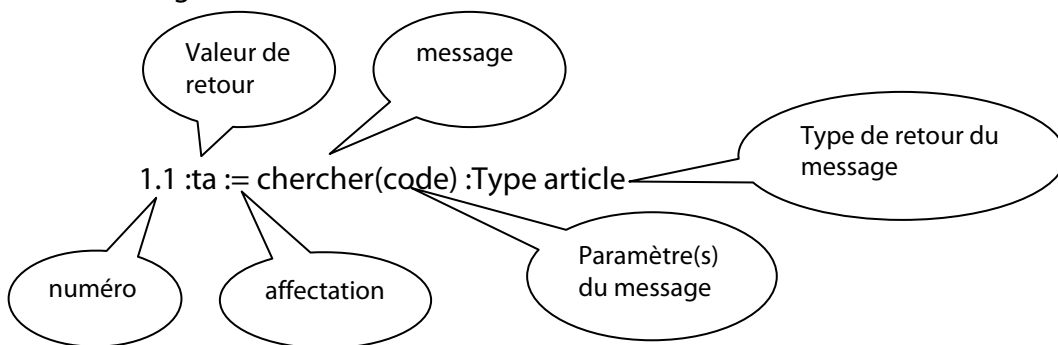 Valeur de
retour
message
Type de retour du
message
1.1 :ta := chercher(code) :Type article
numéro
affectation
Paramètre(s)
du message